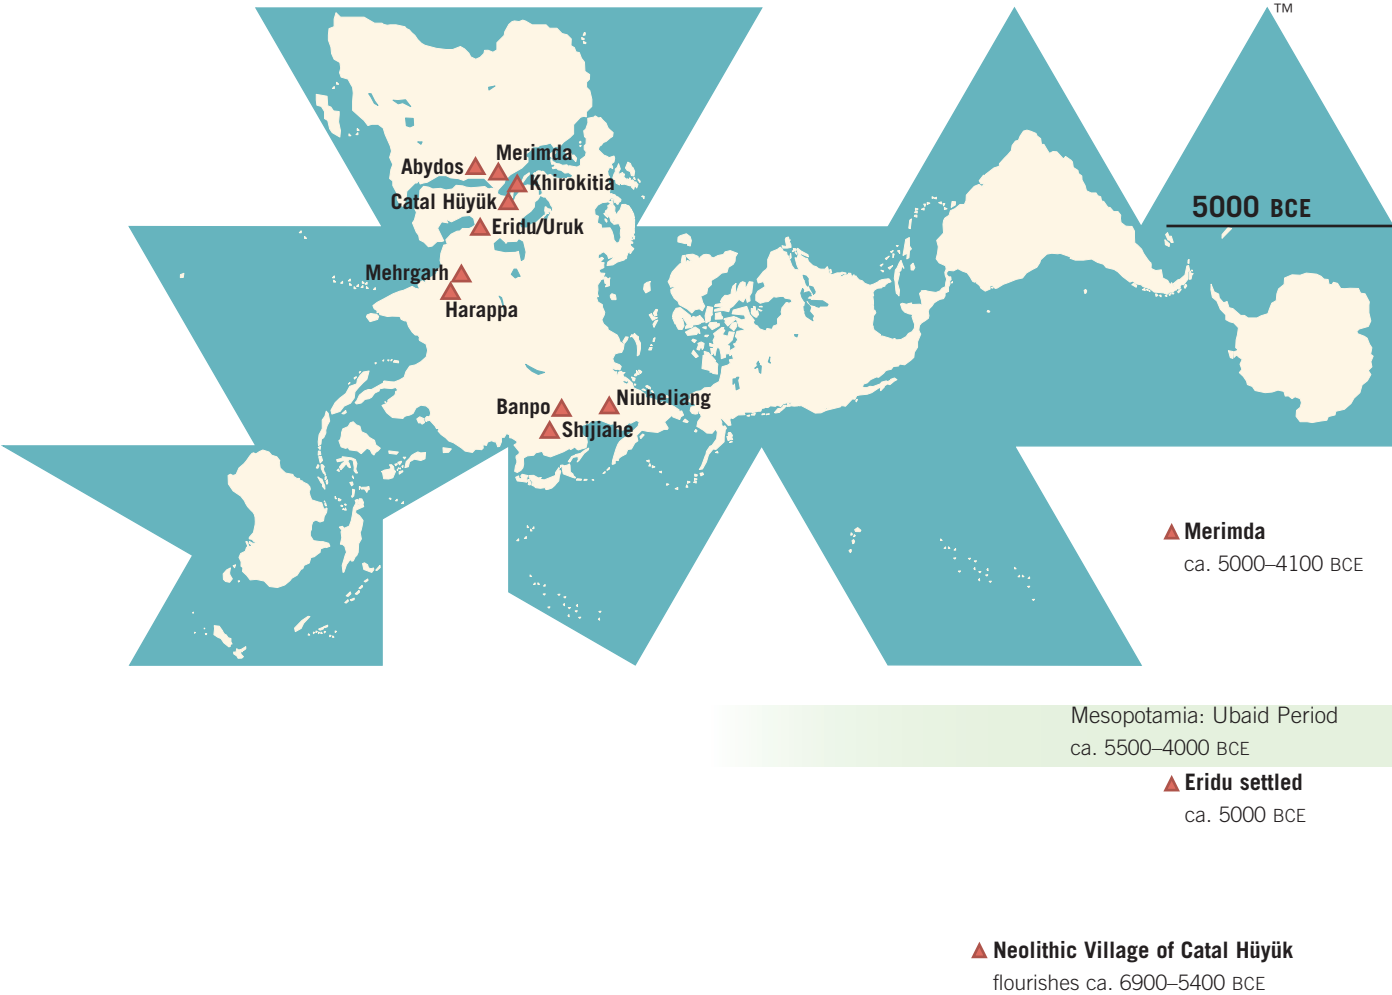 ™
Merimda
Abydos
Khirokitia
Catal Hüyük
5000 BCE
Eridu/Uruk
Mehrgarh
Harappa
Niuheliang
Banpo
Shijiahe
Merimda
ca. 5000–4100 BCE
Mesopotamia: Ubaid Period
ca. 5500–4000 BCE
Eridu settled
ca. 5000 BCE
Neolithic Village of Catal Hüyük
flourishes ca. 6900–5400 BCE